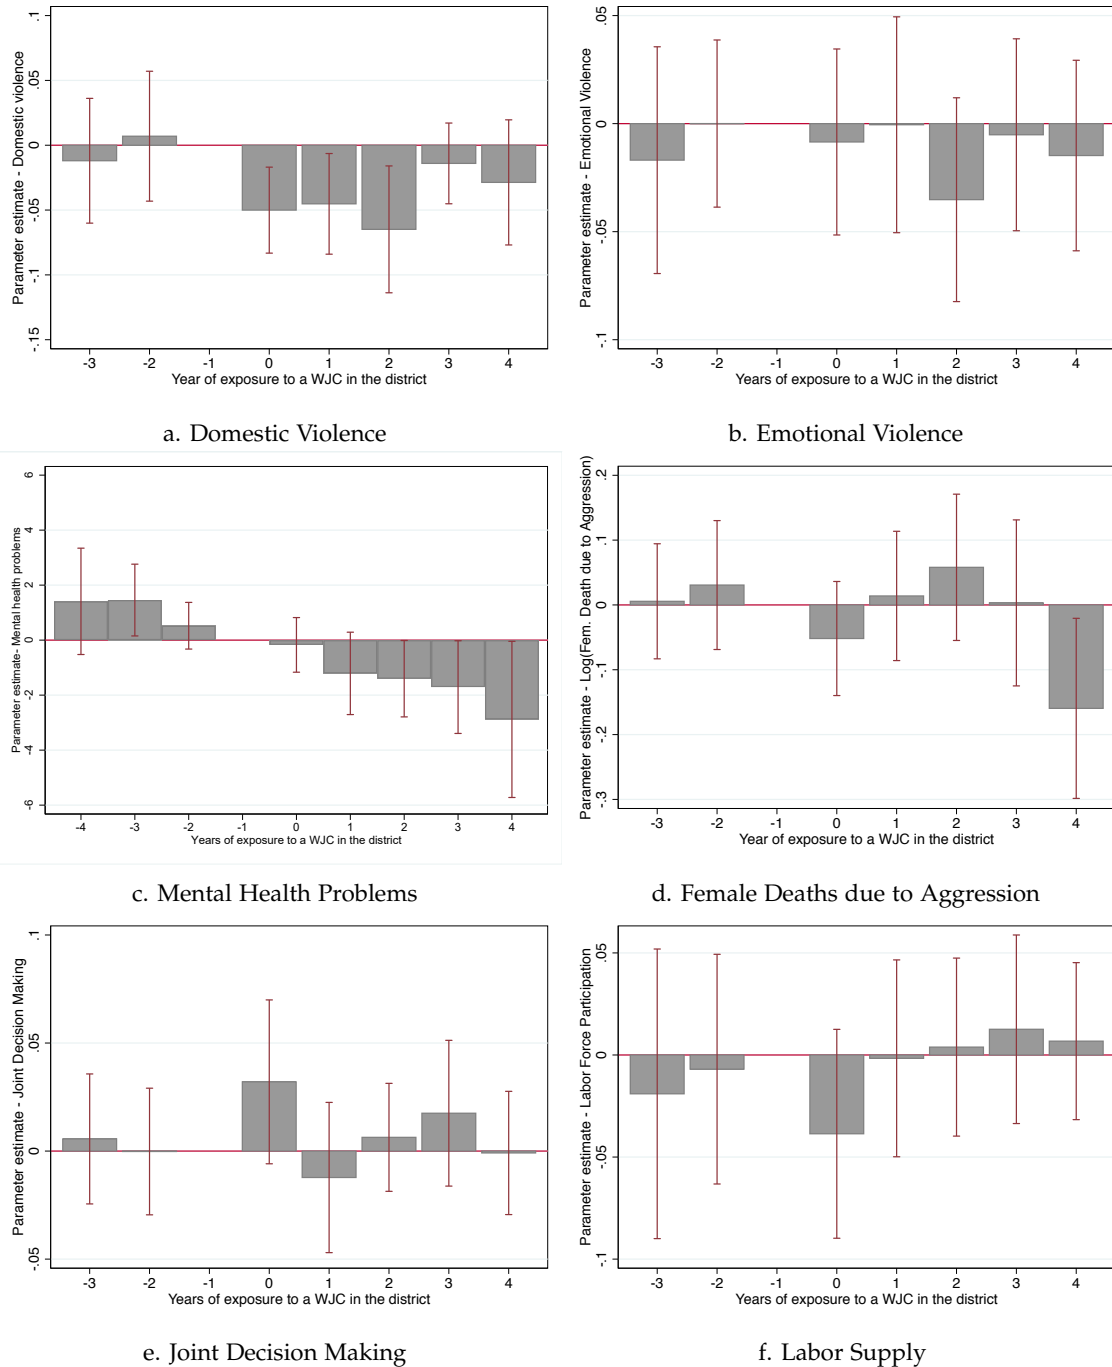 Parameter estimate - Domestic violence
.1
.05
0
-.05
-.1
-.15
-3 -2 -1 0 1 2 3 4
Year of exposure to a WJC in the district
a. Domestic Violence
Parameter estimate - Emotional Violence
.05
0
-.05
-.1
-3 -2 -1 0 1 2 3 4
Years of exposure to a WJC in the district
b. Emotional Violence
Parameter estimate- Mental health problems
6
4
2
0
-2
-4
-6
-4 -3 -2 -1 0 1 2 3 4
Years of exposure to a WJC in the district
c. Mental Health Problems
Parameter estimate - Log(Fem. Death due to Aggression)
.2
.1
0
-.1
-.2
-.3
-3 -2 -1 0 1 2 3 4
Years of exposure to a WJC in the district
d. Female Deaths due to Aggression
Parameter estimate - Joint Decision Making
.1
.05
0
-.05
-3 -2 -1 0 1 2 3 4
Years of exposure to a WJC in the district
e. Joint Decision Making
Parameter estimate - Labor Force Participation
.05
0
-.05
-.1
-3 -2 -1 0 1 2 3 4
Years of exposure to a WJC in the district
f. Labor Supply